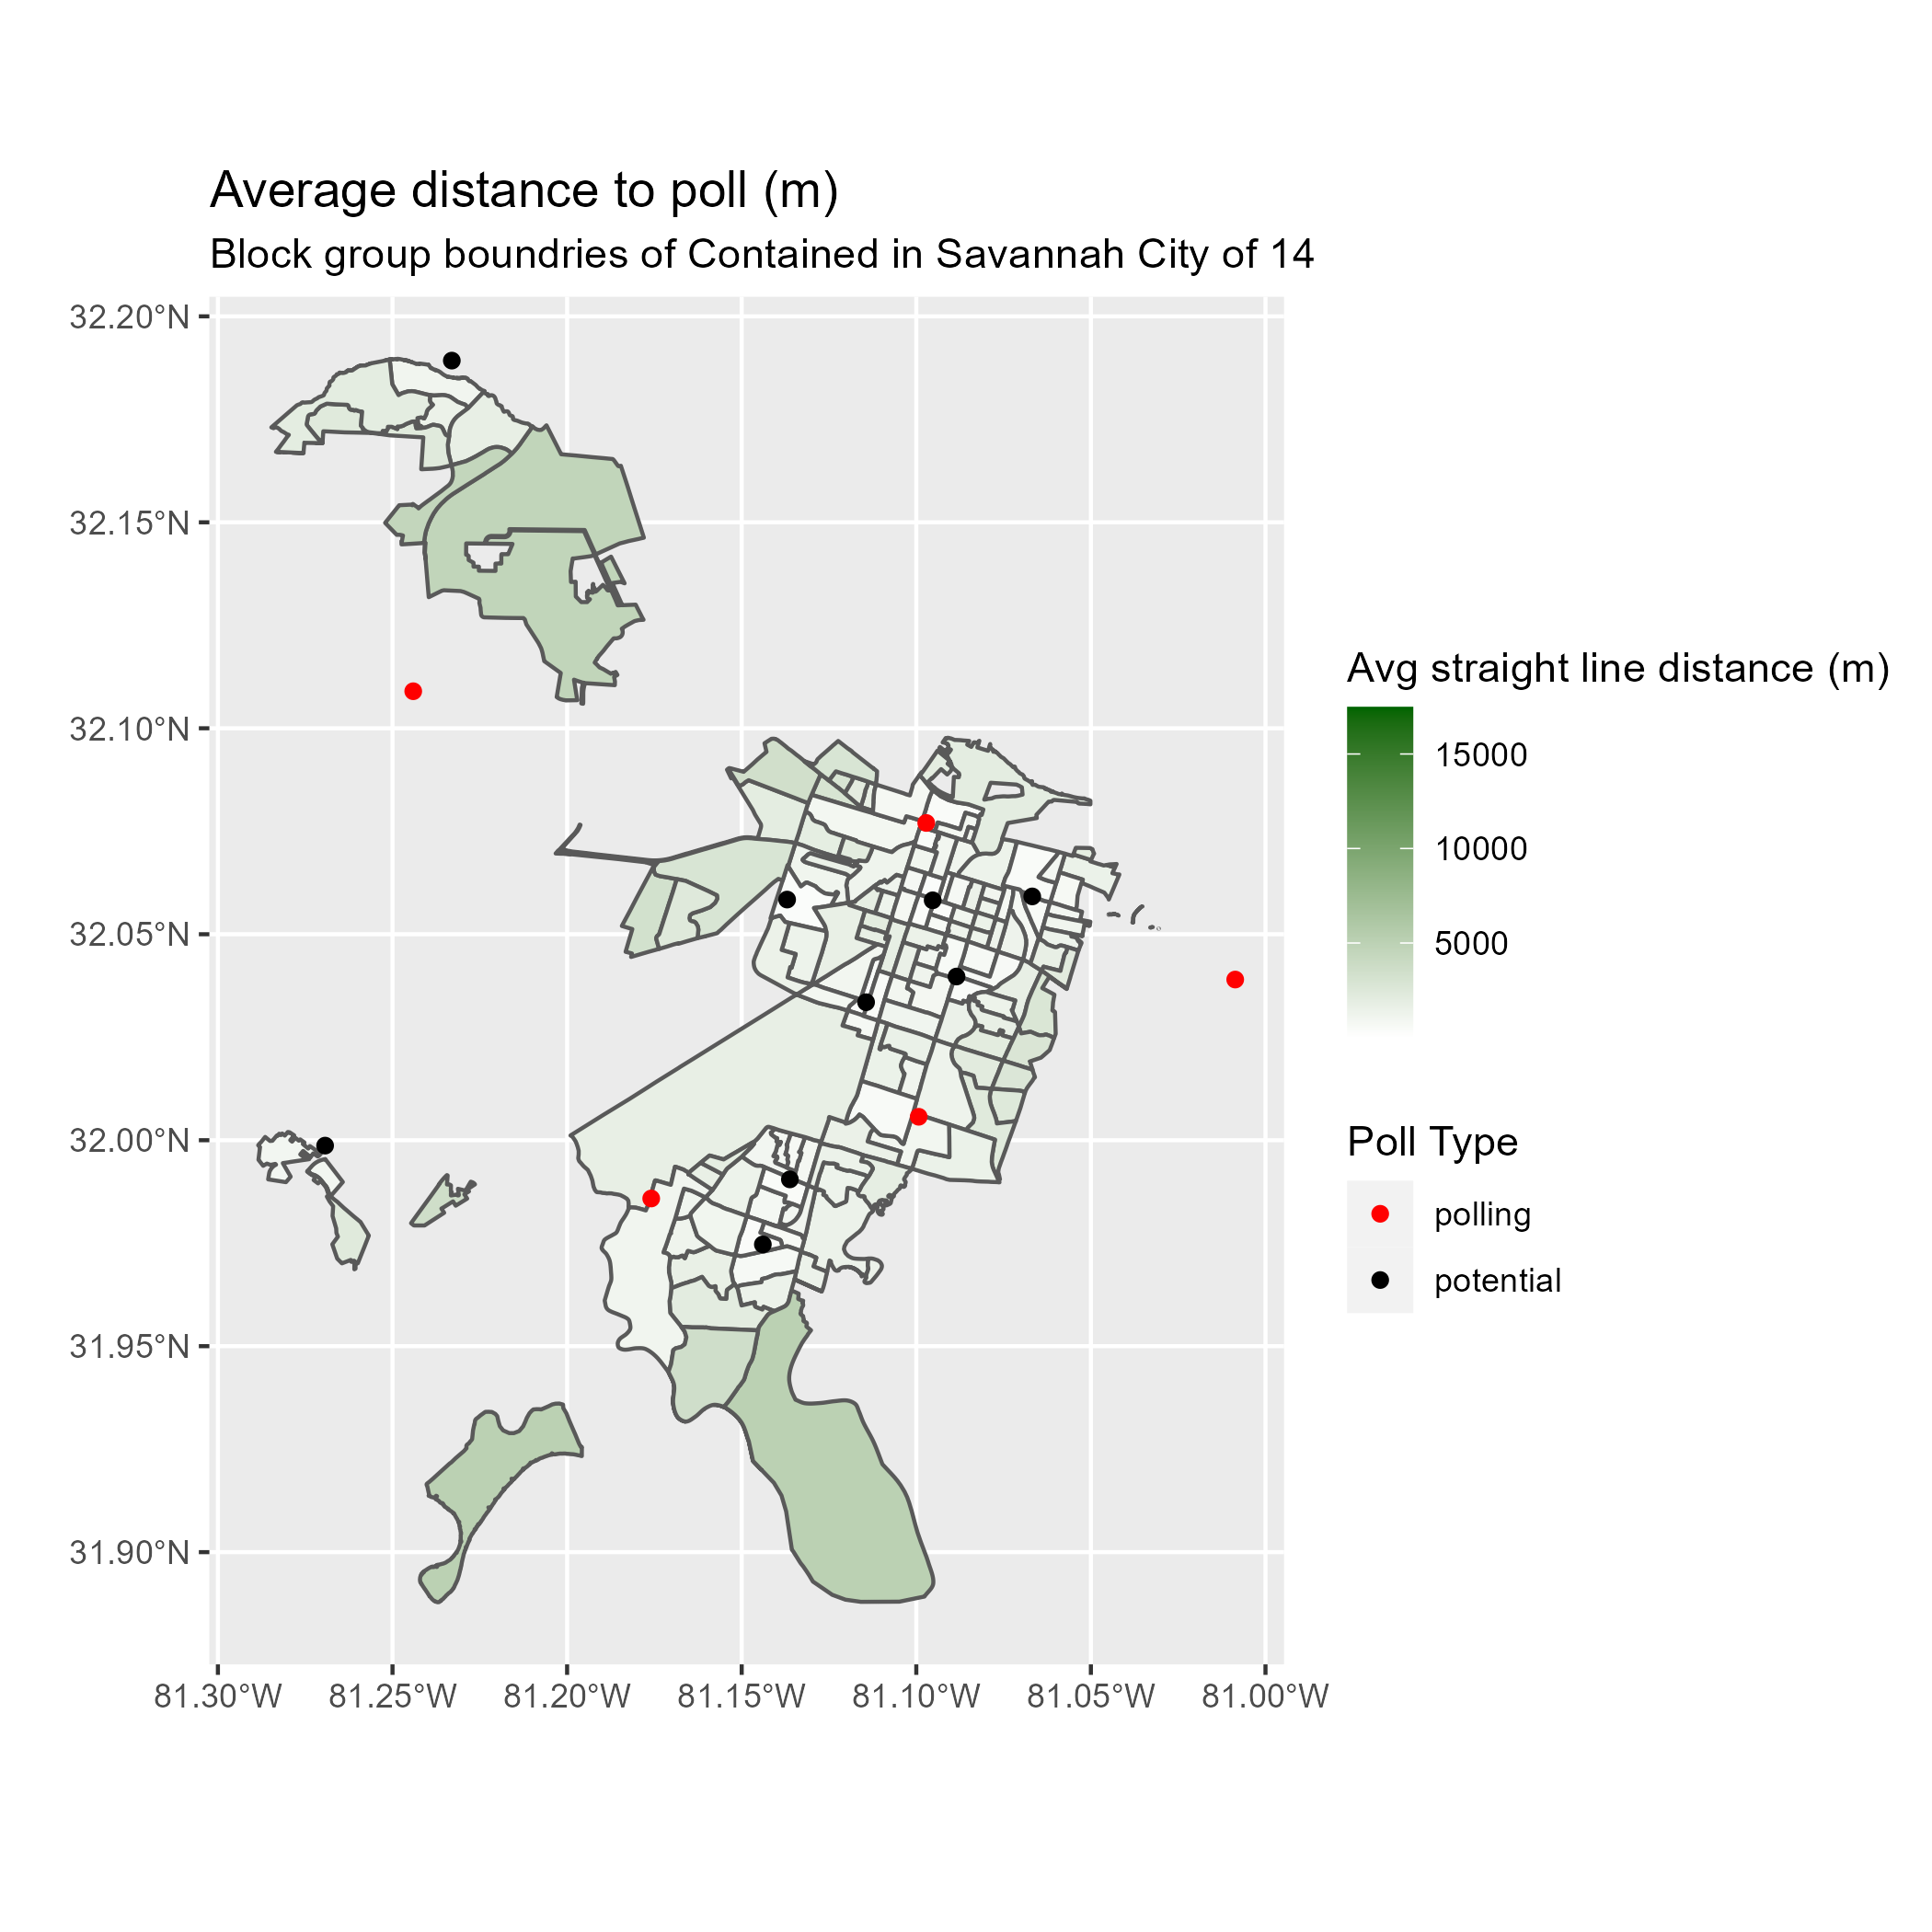 Average distance to poll (m)
Block group boundries of Contained in Savannah City of 14
32.20°N
32.15°N
32.10°N
32.05°N
32.00°N
31.95°N
31.90°N
81.30°W 81.25°W 81.20°W 81.15°W 81.10°W 81.05°W 81.00°W
Avg straight line distance (m)
15000
10000
5000
Poll Type
polling
potential